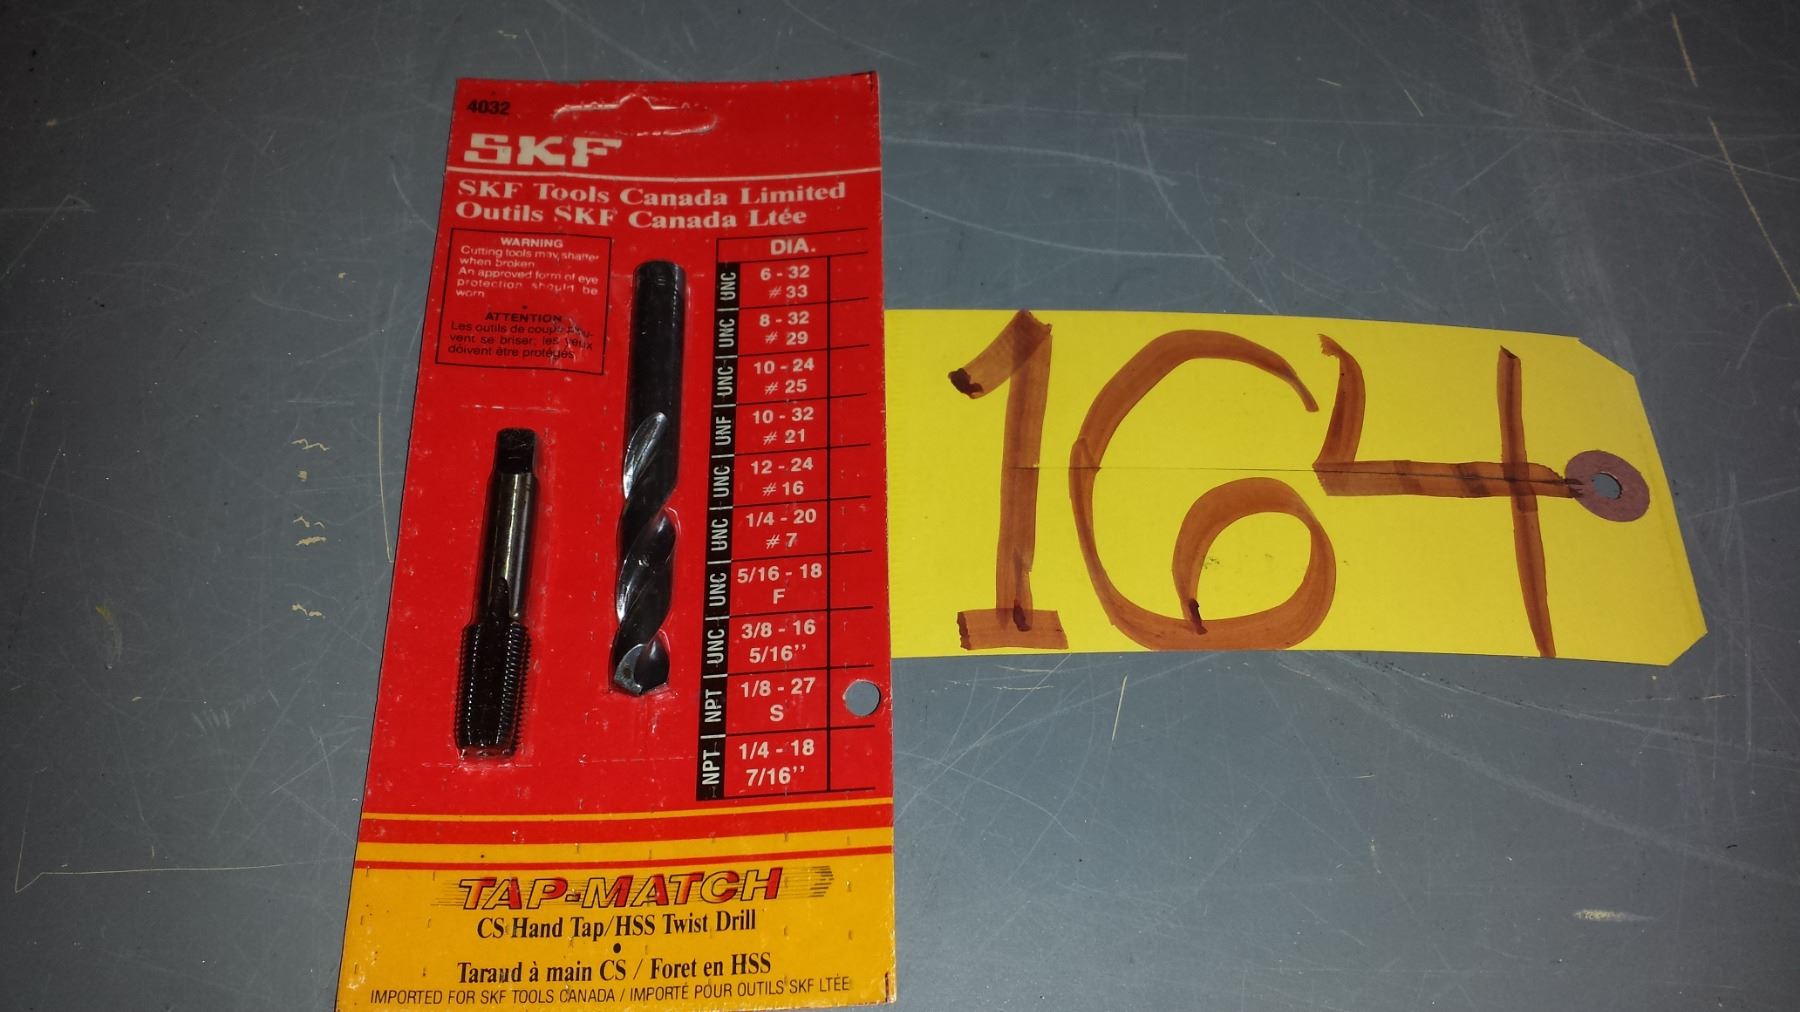 4032
SKF
SKF Tools Canada Limited
Outils SKF Canada Ltée
WARNING
Cutting tools may shatter
when broken
An approved form of eye
protection should be
worn
•
ATTENTION
Les outils de coupe peu-
vent se briser; les yeux
doivent être protégés
DIA.
UNC 6 - 32
# 33
UNC 8 - 32
# 29
UNC 10 - 24
# 25
UNF 10 - 32
# 21
UNC 12 - 24
# 16
UNC 1/4 - 20
# 7
UNC 5/16 - 18
F
UNC 3/8 - 16
5/16’’
NPT 1/8 - 27
S
NPT 1/4 - 18
7/16’’
TAP-MATCH
CS Hand Tap/HSS Twist Drill
•
Taraud à main CS / Foret en HSS
IMPORTED FOR SKF TOOLS CANADA / IMPORTÉ POUR OUTILS SKF LTÉE
164